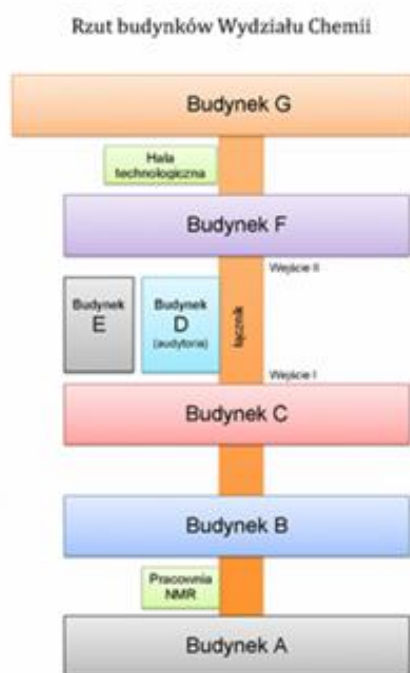 Rzut budynków Wydziału Chemii
Budynek G
Hala
technologiczna
Budynek F
Wejście II
Budynek
E
Budynek
D
(audytoria)
łącznik
Wejście I
Budynek C
Budynek B
Pracownia
NMR
Budynek A